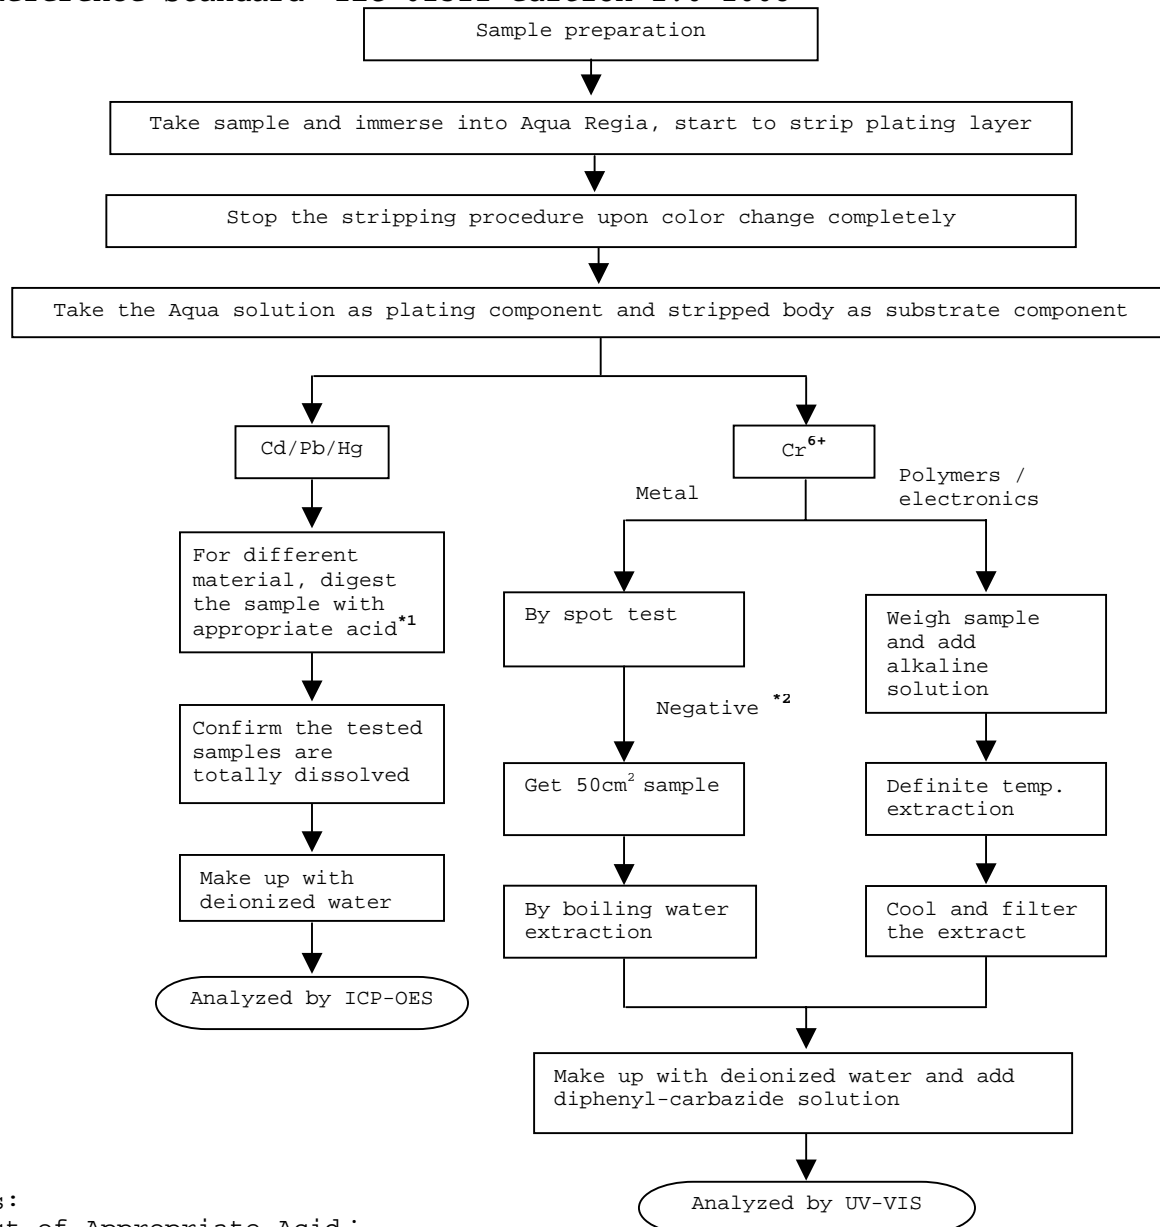 Sample preparation
Take sample and immerse into Aqua Regia, start to strip plating layer
Stop the stripping procedure upon color change completely
Take the Aqua solution as plating component and stripped body as substrate component
Cd/Pb/Hg
Cr6+
Metal
Polymers /
electronics
For different
material, digest
the sample with
appropriate acid*1
Confirm the tested
samples are
totally dissolved
Make up with
deionized water
Analyzed by ICP-OES
By spot test
Negative *2
Get 50cm2 sample
By boiling water
extraction
Weigh sample
and add
alkaline
solution
Definite temp.
extraction
Cool and filter
the extract
Make up with deionized water and add
diphenyl-carbazide solution
Analyzed by UV-VIS
of Appropriate Acid: